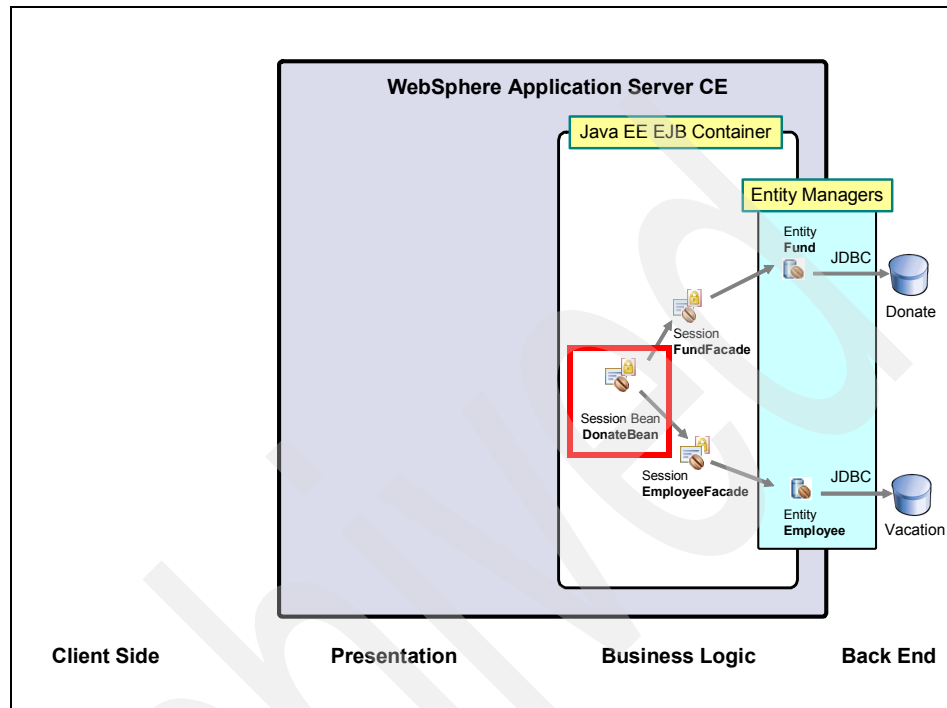 WebSphere Application Server CE
Java EE EJB Container
Entity Managers
Entity
Fund
JDBC
Donate
Session
FundFacade
Session Bean
DonateBean
Session
EmployeeFacade
JDBC
Entity
Employee
Vacation
Client Side
Presentation
Business Logic
Back End